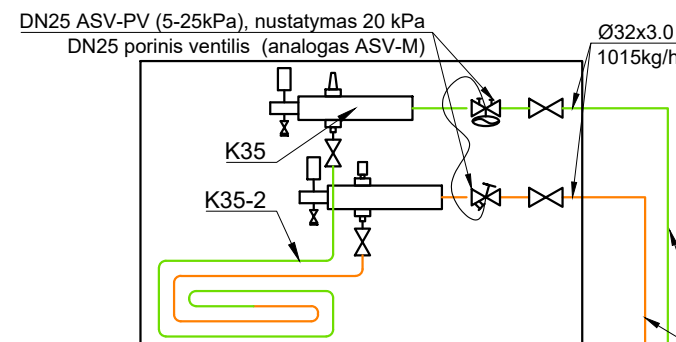 DN25 ASV-PV (5-25kPa), nustatymas 20 kPa
DN25 porinis ventilis (analogas ASV-M)
Ø32x3.0
1015kg/h
K35
K35-2